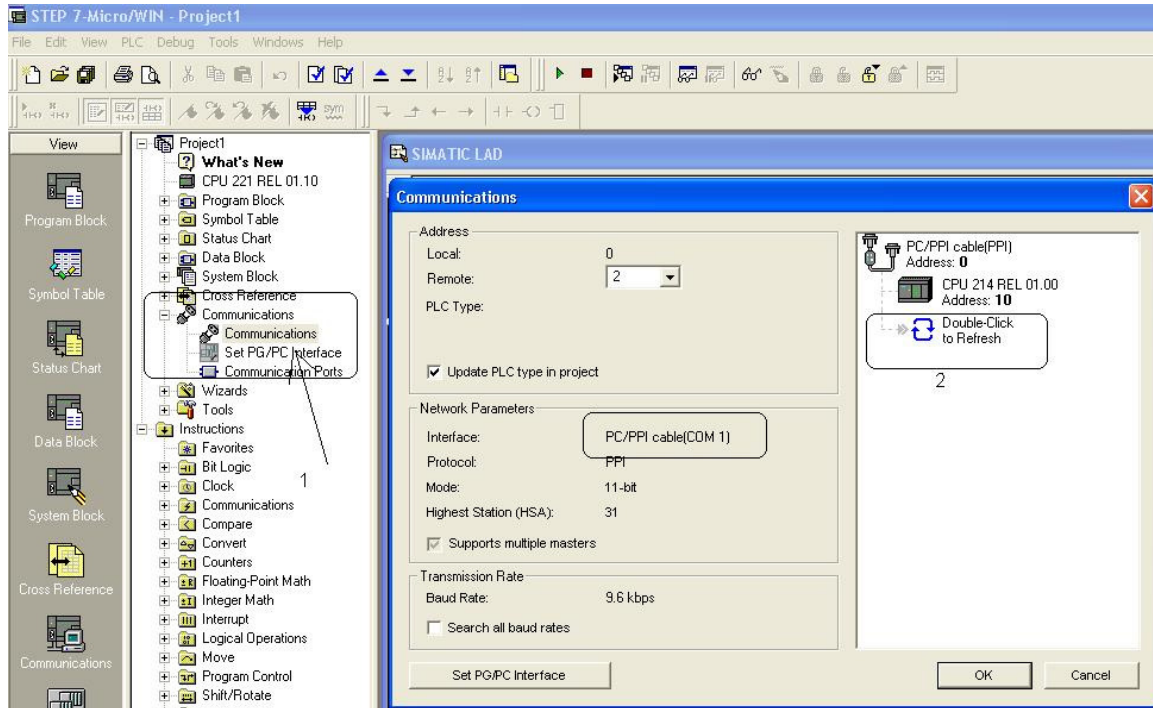 STEP 7-Micro/WIN - Project1
File Edit View PLC Debug Tools Windows Help
View
Program Block
Symbol Table
Status Chart
Data Block
System Block
Cross Reference
Communications
Project1
What's New
CPU 221 REL 01.10
Program Block
Symbol Table
Status Chart
Data Block
System Block
Cross Reference
Communications
Communications
Set PG/PC Interface
Communication Ports
Wizards
Tools
Instructions
Favorites
Bit Logic
Clock
Communications
Compare
Convert
Counters
Floating-Point Math
Integer Math
Interrupt
Logical Operations
Move
Program Control
Shift/Rotate
1
SIMATIC LAD
Communications
Address
Local: 0
Remote: 2
PLC Type:
Update PLC type in project
Network Parameters
Interface: PC/PPI cable(COM 1)
Protocol: PPI
Mode: 11-bit
Highest Station (HSA): 31
Supports multiple masters
Transmission Rate
Baud Rate: 9.6 kbps
Search all baud rates
Set PG/PC Interface
PC/PPI cable(PPI)
Address: 0
CPU 214 REL 01.00
Address: 10
Double-Click
to Refresh
2
OK
Cancel